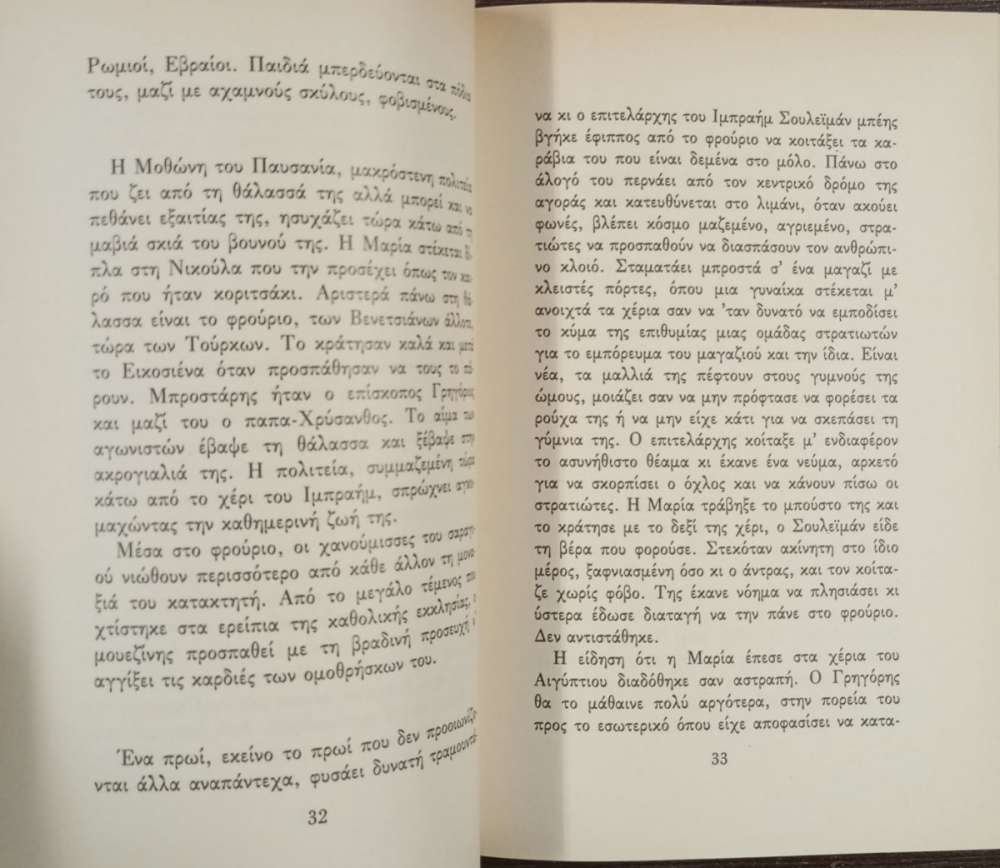 Ρωμιοί, Εβραίοι. Παιδιά μπερδεύονται στα πόδια
τους, μαζί με αχαμνούς σκύλους, φοβισμένους.
Η Μοθώνη του Παυσανία, μακρόστενη πολιτεία
που ζει από τη θάλασσά της αλλά μπορεί και να
πεθάνει εξαιτίας της, ησυχάζει τώρα κάτω από τη
μαβιά σκιά του βουνού της. Η Μαρία στέκεται δί-
πλα στη Νικούλα που την προσέχει όπως τον και-
ρό που ήταν κοριτσάκι. Αριστερά πάνω στη θά-
λασσα είναι το φρούριο, των Βενετσιάνων άλλοτε,
τώρα των Τούρκων. Το κράτησαν καλά και μετά
το Εικοσιένα όταν προσπάθησαν να τους το πά-
ρουν. Μπροστάρης ήταν ο επίσκοπος Γρηγόρης
και μαζί του ο παπα-Χρύσανθος. Το αίμα των
αγωνιστών έβαψε τη θάλασσα και ξέβαψε στην
ακρογιαλιά της. Η πολιτεία, συμμαζεμένη τώρα
κάτω από το χέρι του Ιμπραήμ, σπρώχνει αγκο-
μαχώντας την καθημερινή ζωή της.
Μέσα στο φρούριο, οι χανούμισσες του σαραγι-
ού νιώθουν περισσότερο από κάθε άλλον τη μονα-
ξιά του κατακτητή. Από το μεγάλο τέμενος που
χτίστηκε στα ερείπια της καθολικής εκκλησίας, ο
μουεζίνης προσπαθεί με τη βραδινή προσευχή ν'
αγγίξει τις καρδιές των ομοθρήσκων του.
Ένα πρωί, εκείνο το πρωί που δεν προοιωνίζο-
νται άλλα αναπάντεχα, φυσάει δυνατή τραμουντά-
32
να κι ο επιτελάρχης του Ιμπραήμ Σουλεϊμάν μπέης
βγήκε έφιππος από το φρούριο να κοιτάξει τα κα-
ράβια του που είναι δεμένα στο μόλο. Πάνω στο
άλογό του περνάει από τον κεντρικό δρόμο της
αγοράς και κατευθύνεται στο λιμάνι, όταν ακούει
φωνές, βλέπει κόσμο μαζεμένο, αγριεμένο, στρα-
τιώτες να προσπαθούν να διασπάσουν τον ανθρώπι-
νο κλοιό. Σταματάει μπροστά σ' ένα μαγαζί με
κλειστές πόρτες, όπου μια γυναίκα στέκεται μ'
ανοιχτά τα χέρια σαν να 'ταν δυνατό να εμποδίσει
το κύμα της επιθυμίας μιας ομάδας στρατιωτών
για το εμπόρευμα του μαγαζιού και την ίδια. Είναι
νέα, τα μαλλιά της πέφτουν στους γυμνούς της
ώμους, μοιάζει σαν να μην πρόφτασε να φορέσει τα
ρούχα της ή να μην είχε κάτι για να σκεπάσει τη
γύμνια της. Ο επιτελάρχης κοίταξε μ' ενδιαφέρον
το ασυνήθιστο θέαμα κι έκανε ένα νεύμα, αρκετό
για να σκορπίσει ο όχλος και να κάνουν πίσω οι
στρατιώτες. Η Μαρία τράβηξε το μπούστο της και
το κράτησε με το δεξί της χέρι, ο Σουλεϊμάν είδε
τη βέρα που φορούσε. Στεκόταν ακίνητη στο ίδιο
μέρος, ξαφνιασμένη όσο κι ο άντρας, και τον κοίτα-
ζε χωρίς φόβο. Της έκανε νόημα να πλησιάσει κι
ύστερα έδωσε διαταγή να την πάνε στο φρούριο.
Δεν αντιστάθηκε.
Η είδηση ότι η Μαρία έπεσε στα χέρια του
Αιγύπτιου διαδόθηκε σαν αστραπή. Ο Γρηγόρης
θα το μάθαινε πολύ αργότερα, στην πορεία του
προς το εσωτερικό όπου είχε αποφασίσει να κατα-
33